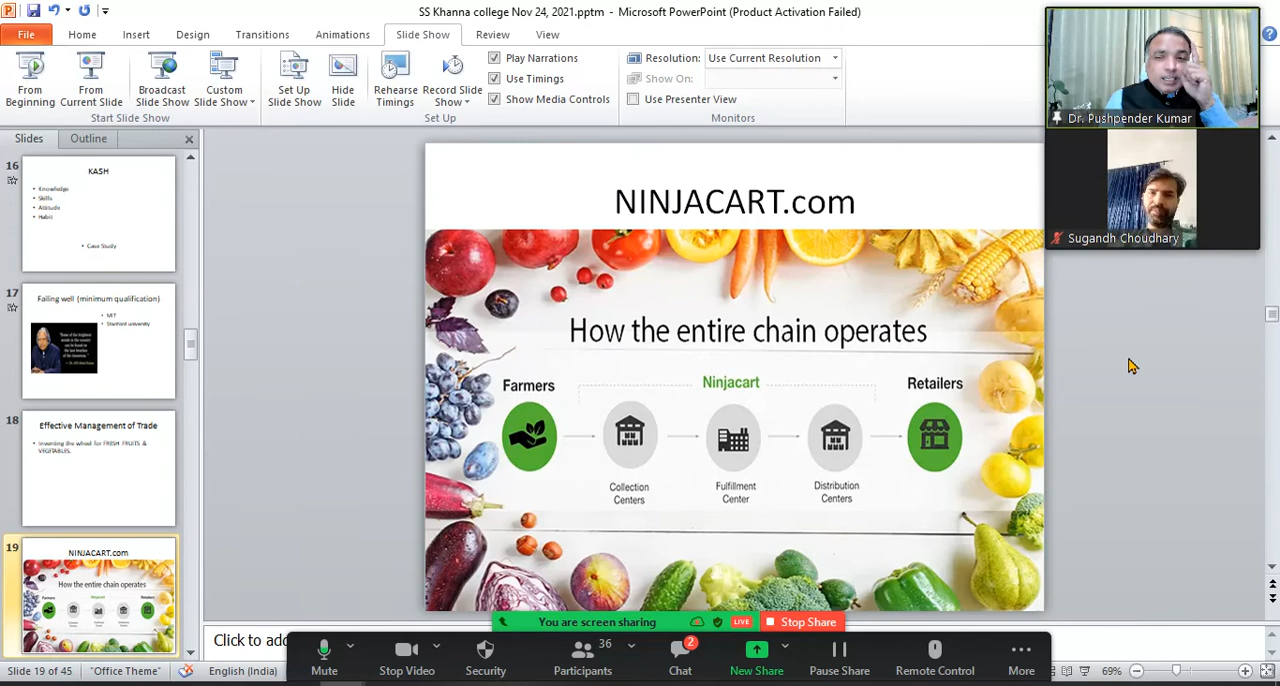 SS Khanna college Nov 24, 2021.pptm - Microsoft PowerPoint (Product Activation Failed)
File Home Insert Design Transitions Animations Slide Show Review View
From Beginning
From Current Slide
Broadcast Slide Show
Custom Slide Show
Start Slide Show
Set Up Slide Show
Hide Slide
Rehearse Timings
Record Slide Show
Play Narrations
Use Timings
Show Media Controls
Set Up
Resolution: Use Current Resolution
Show On:
Use Presenter View
Monitors
Dr. Pushpender Kumar
Sugandh Choudhary
Slides Outline
16
KASH
• Knowledge
• Skills
• Attitude
• Habit
• Case Study
17
Failing well (minimum qualification)
• MIT
• Stanford university
18
Effective Management of Trade
• Inventing the wheel for FRESH FRUITS &
VEGETABLES.
19
NINJACART.com
How the entire chain operates
Farmers Ninjacart Retailers
NINJACART.com
How the entire chain operates
Farmers
Ninjacart
Retailers
Collection
Centers
Fulfillment
Center
Distribution
Centers
You are screen sharing LIVE Stop Share
Click to add
Mute
Stop Video
Security
Participants 36
Chat 2
New Share
Pause Share
Remote Control
More
Slide 19 of 45 "Office Theme" English (India) 69%